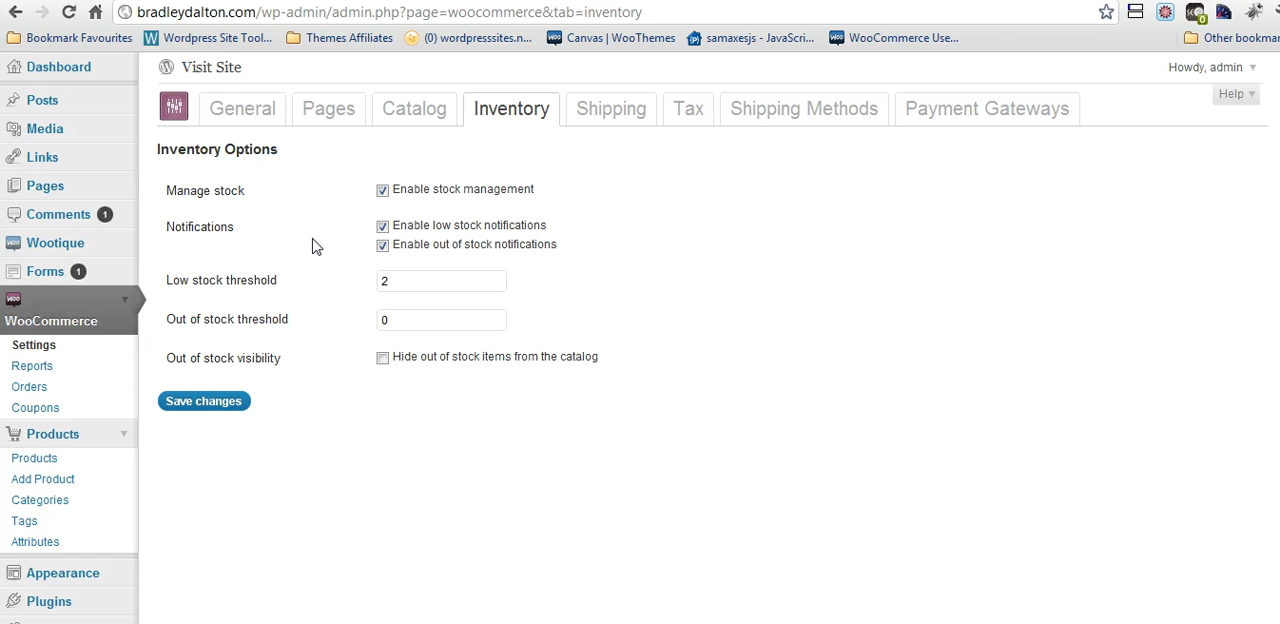 bradleydalton.com/wp-admin/admin.php?page=woocommerce&tab=inventory
Bookmark Favourites Wordpress Site Tool... Themes Affiliates (0) wordpresssites.n... Canvas | WooThemes samaxesjs - JavaScri... WooCommerce Use... Other bookmar
Dashboard
Posts
Media
Links
Pages
Comments 1
Wootique
Forms 1
WooCommerce
Settings
Reports
Orders
Coupons
Products
Products
Add Product
Categories
Tags
Attributes
Appearance
Plugins
Visit Site
Howdy, admin
Help
General Pages Catalog Inventory Shipping Tax Shipping Methods Payment Gateways
Inventory Options
Manage stock Enable stock management
Notifications Enable low stock notifications
Enable out of stock notifications
Low stock threshold 2
Out of stock threshold 0
Out of stock visibility Hide out of stock items from the catalog
Save changes